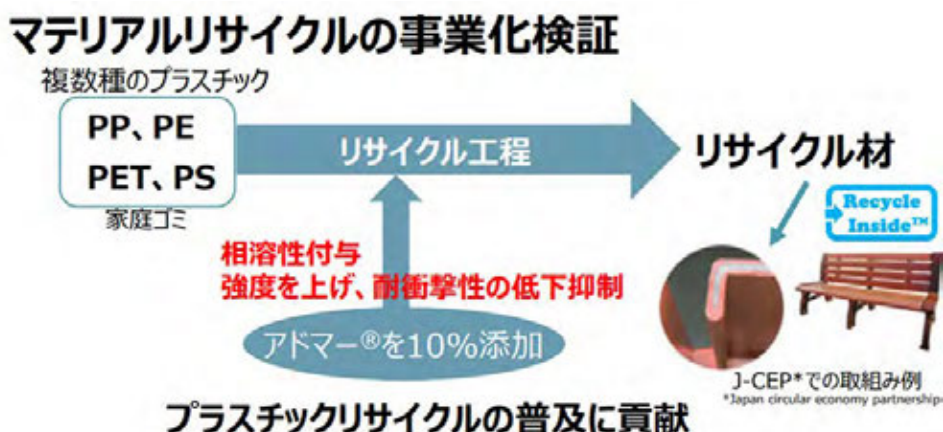 マテリアルリサイクルの事業化検証
複数種のプラスチック
PP、PE
PET、PS
家庭ゴミ
リサイクル工程
リサイクル材
Recycle
Inside™
相溶性付与
強度を上げ、耐衝撃性の低下抑制
アドマー®を10%添加
J-CEP*での取組み例
*Japan circular economy partnership
プラスチックリサイクルの普及に貢献